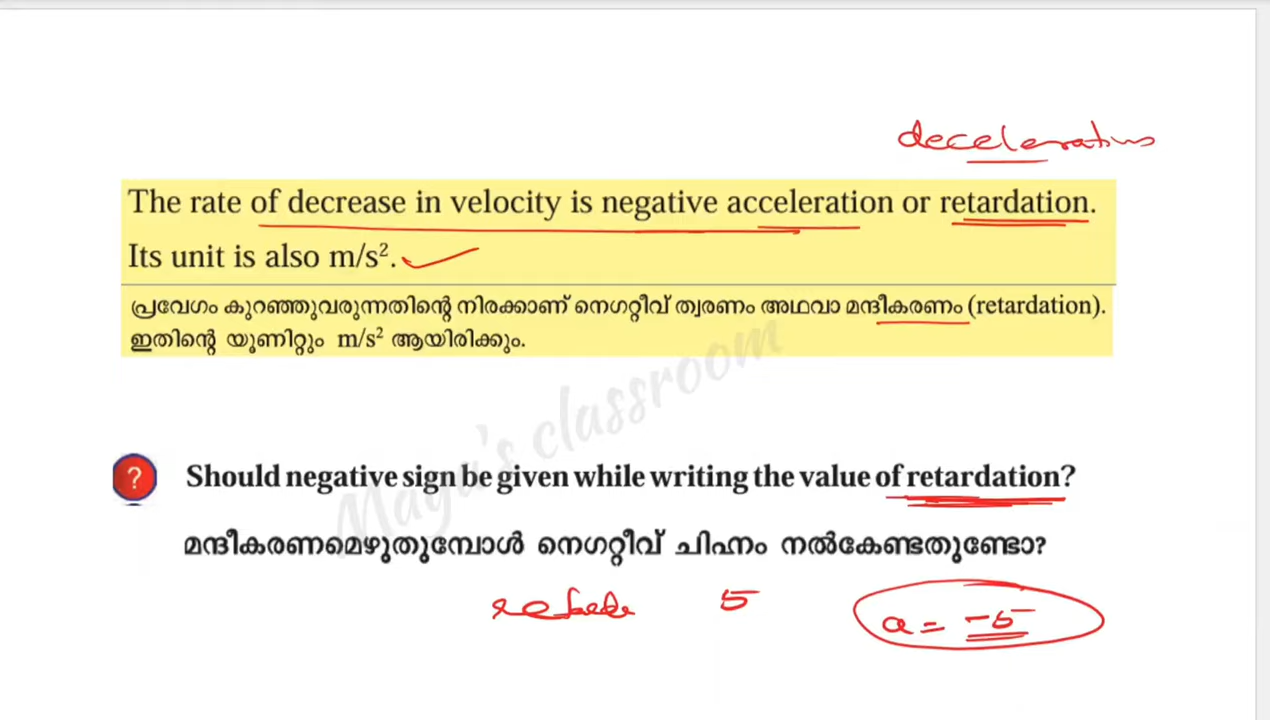 deceleration
The rate of decrease in velocity is negative acceleration or retardation.
Its unit is also m/s².
പ്രവേഗം കുറഞ്ഞുവരുന്നതിന്റെ നിരക്കാണ് നെഗറ്റീവ് ത്വരണം അഥവാ മന്ദീകരണം (retardation).
ഇതിന്റെ യൂണിറ്റും m/s² ആയിരിക്കും.
Maya's classroom
? Should negative sign be given while writing the value of retardation?
മന്ദീകരണമെഴുതുമ്പോൾ നെഗറ്റീവ് ചിഹ്നം നൽകേണ്ടതുണ്ടോ?
5 a = -5